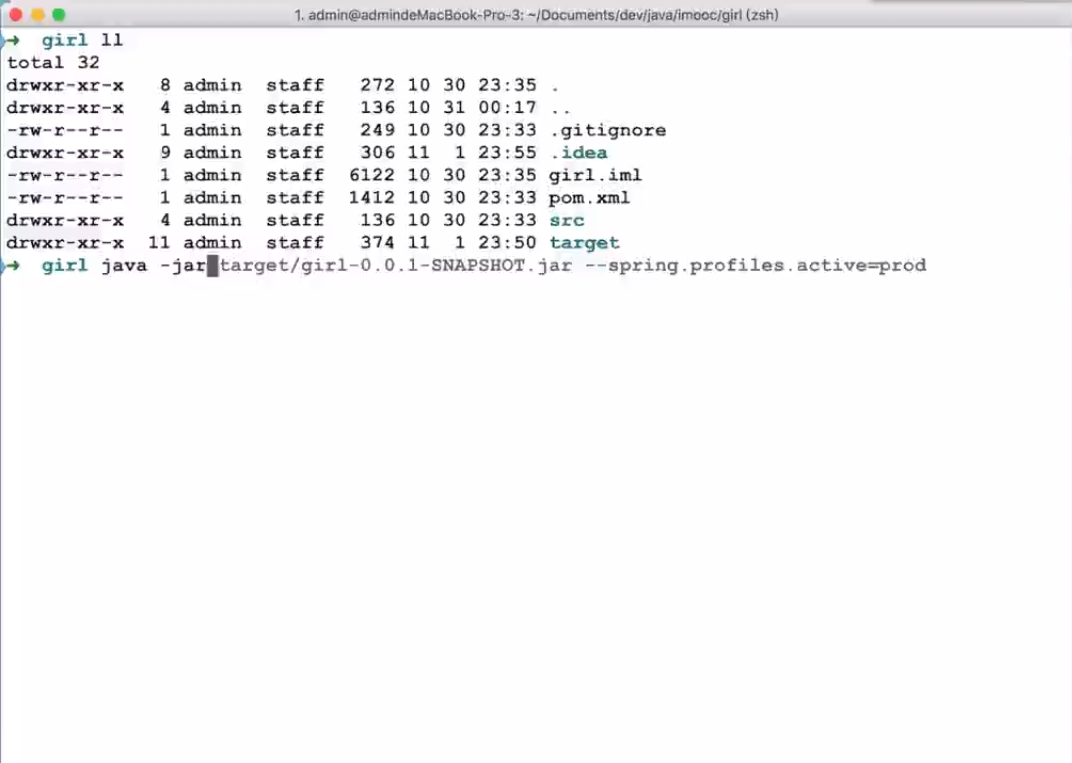 1. admin@admindeMacBook-Pro-3: ~/Documents/dev/java/imooc/girl (zsh)
→ girl ll
total 32
drwxr-xr-x 8 admin staff 272 10 30 23:35 .
drwxr-xr-x 4 admin staff 136 10 31 00:17 ..
-rw-r--r-- 1 admin staff 249 10 30 23:33 .gitignore
drwxr-xr-x 9 admin staff 306 11 1 23:55 .idea
-rw-r--r-- 1 admin staff 6122 10 30 23:35 girl.iml
-rw-r--r-- 1 admin staff 1412 10 30 23:33 pom.xml
drwxr-xr-x 4 admin staff 136 10 30 23:33 src
drwxr-xr-x 11 admin staff 374 11 1 23:50 target
→ girl java -jar target/girl-0.0.1-SNAPSHOT.jar --spring.profiles.active=prod